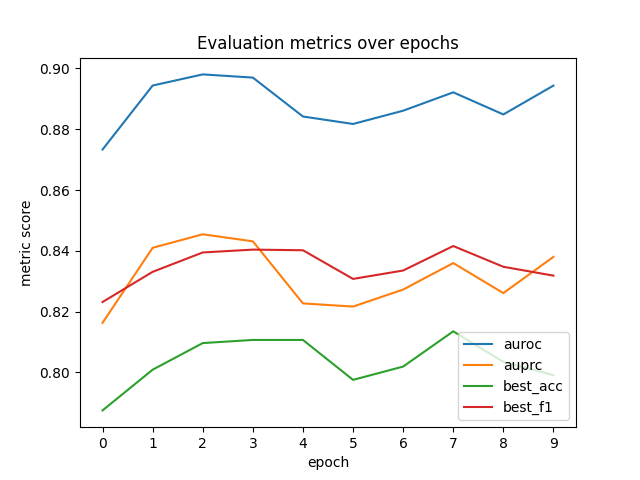 Evaluation metrics over epochs
metric score
0.90
0.88
0.86
0.84
0.82
0.80
auroc
auprc
best_acc
best_f1
0 1 2 3 4 5 6 7 8 9
epoch